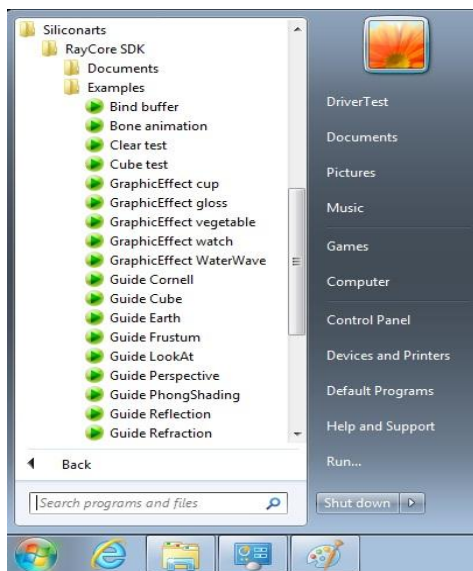 Siliconarts
RayCore SDK
Documents
Examples
Bind buffer
Bone animation
Clear test
Cube test
GraphicEffect cup
GraphicEffect gloss
GraphicEffect vegetable
GraphicEffect watch
GraphicEffect WaterWave
Guide Cornell
Guide Cube
Guide Earth
Guide Frustum
Guide LookAt
Guide Perspective
Guide PhongShading
Guide Reflection
Guide Refraction
Back
Search programs and files
DriverTest
Documents
Pictures
Music
Games
Computer
Control Panel
Devices and Printers
Default Programs
Help and Support
Run...
Shut down